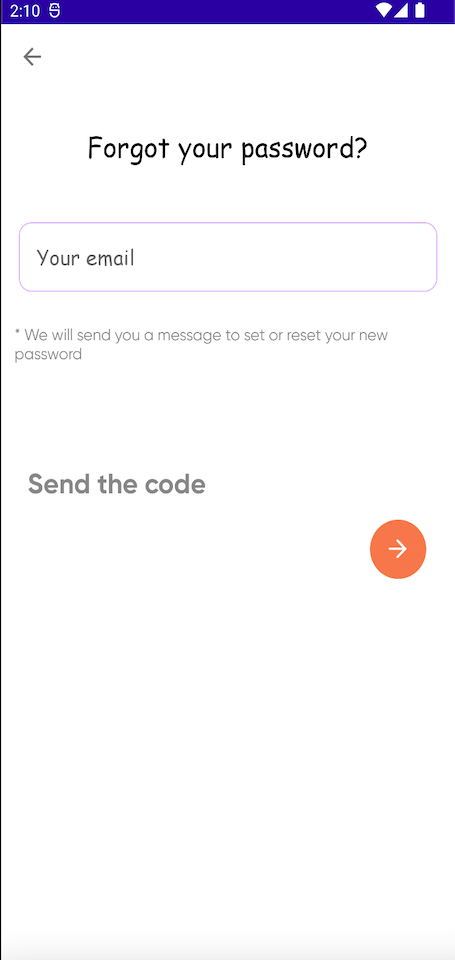 2:10
Forgot your password?
Your email
* We will send you a message to set or reset your new
password
Send the code